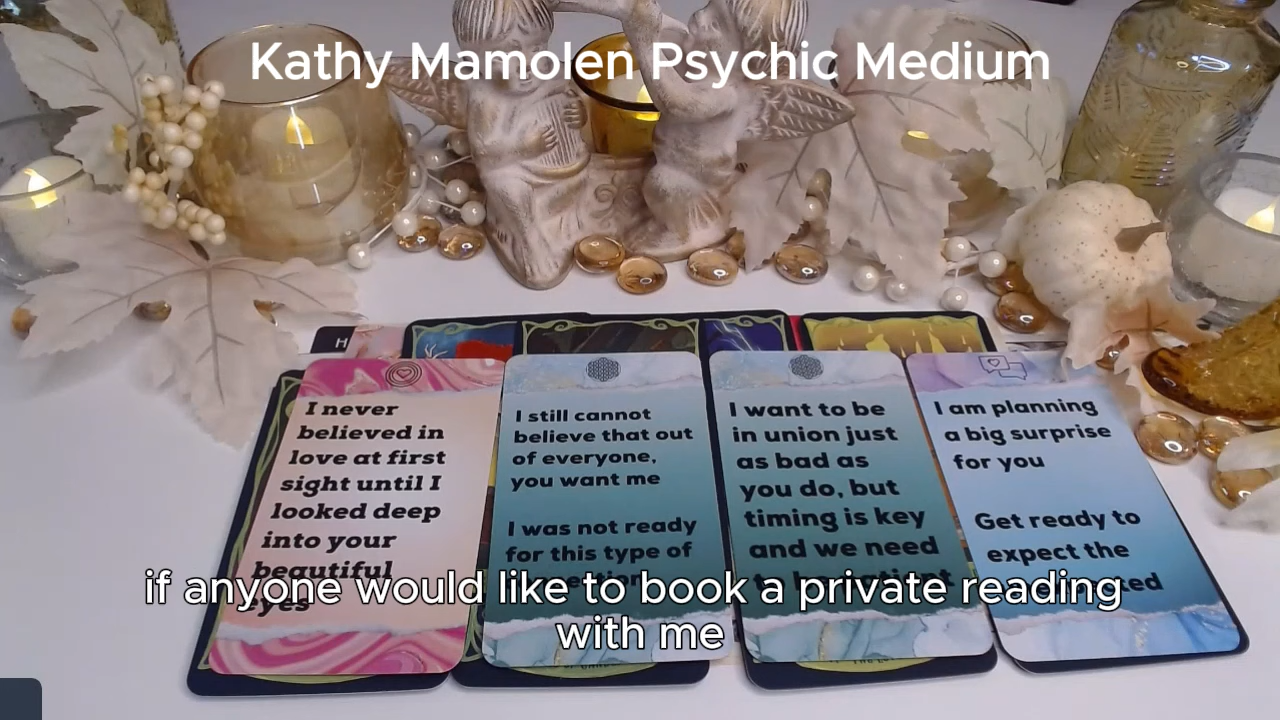 Kathy Mamolen Psychic Medium
H
I never
believed in
love at first
sight until I
looked deep
into your
beautiful
eyes
I still cannot
believe that out
of everyone,
you want me
I was not ready
for this type of
I want to be
in union just
as bad as
you do, but
timing is key
and we need
I am planning
a big surprise
for you
Get ready to
expect the
if anyone would like to book a private reading
with me